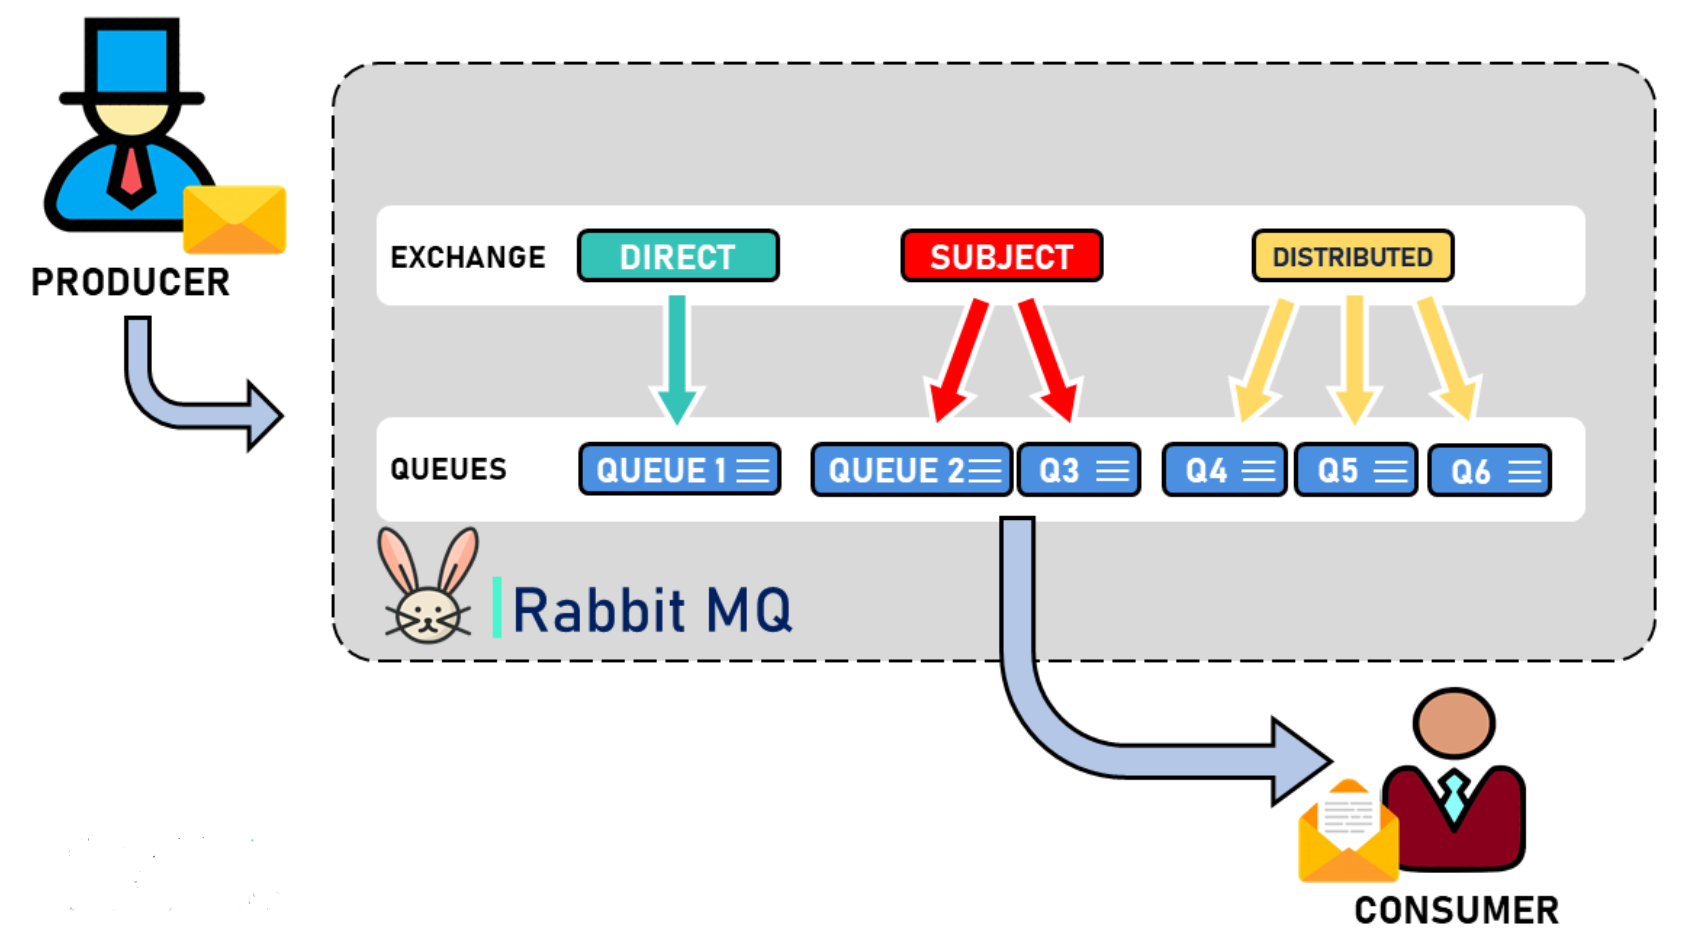 PRODUCER
EXCHANGE
DIRECT
SUBJECT
DISTRIBUTED
QUEUES
QUEUE 1
QUEUE 2
Q3
Q4
Q5
Q6
Rabbit MQ
CONSUMER